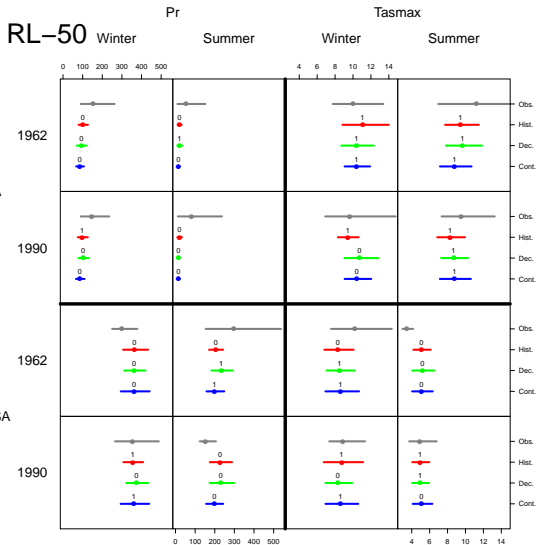 Pr Tasmax
RL−50 Winter Summer Winter Summer
0 100 200 300 400 500 4 6 8 10 12 14
Obs.
0 0 1 1 Hist.
1962
0 0 1 1 Dec.
0 0 1 1 Cont.
A
Obs.
1 0 1 1 Hist.
1990
0 0 0 1 Dec.
0 0 0 1 Cont.
Obs.
0 0 1 0 Hist.
1962
0 1 1 0 Dec.
0 1 1 0 Cont.
SA
Obs.
1 0 1 1 Hist.
1990
0 0 0 1 Dec.
1 0 1 0 Cont.
0 100 200 300 400 500 4 6 8 10 12 14